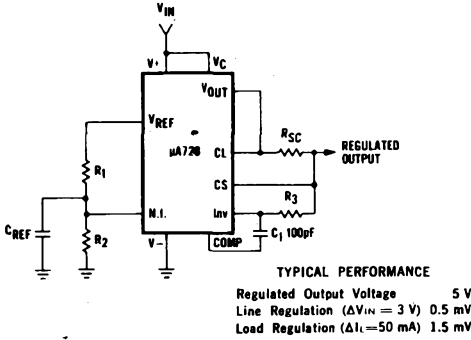 VIN
V+ VC
VOUT
VREF
µA723
RSC
CL
REGULATED
OUTPUT
R1
CS
R3
N.I.
Inv
CREF
R2
V−
COMP
C1 100pF
TYPICAL PERFORMANCE
Regulated Output Voltage 5 V
Line Regulation (ΔVIN = 3 V) 0.5 mV
Load Regulation (ΔIL=50 mA) 1.5 mV